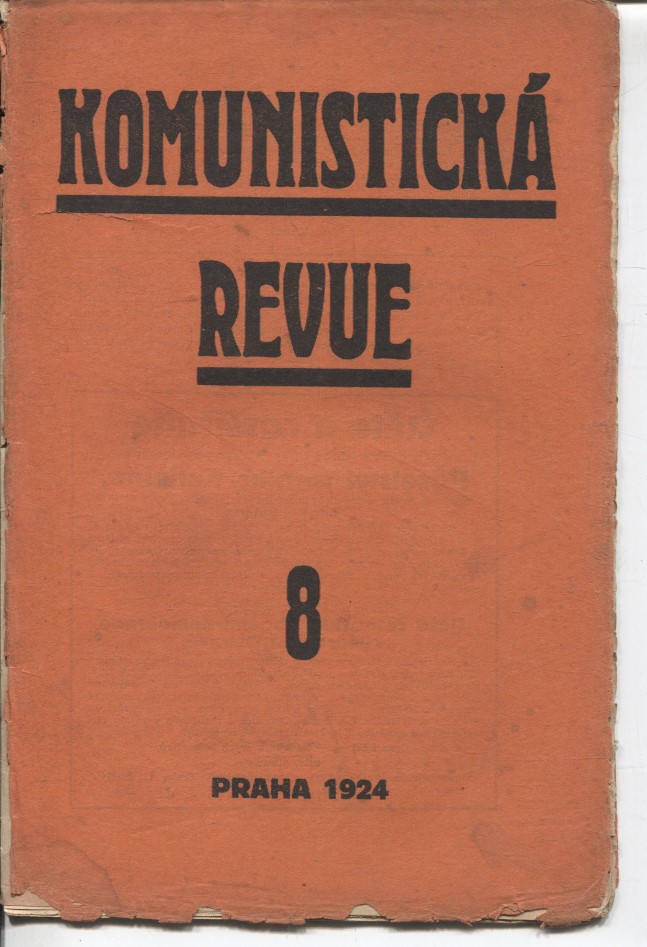 KOMUNISTICKÁ
REVUE
8
PRAHA 1924